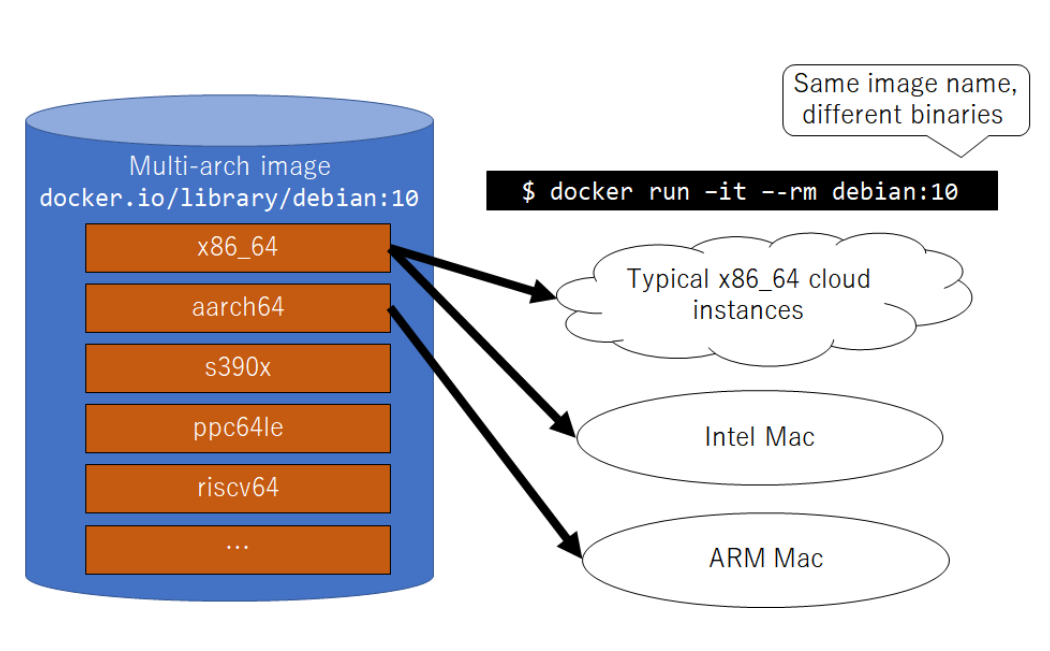 Same image name,
different binaries
Multi-arch image
docker.io/library/debian:10
$ docker run –it –-rm debian:10
x86_64
aarch64
s390x
ppc64le
riscv64
...
Typical x86_64 cloud
instances
Intel Mac
ARM Mac